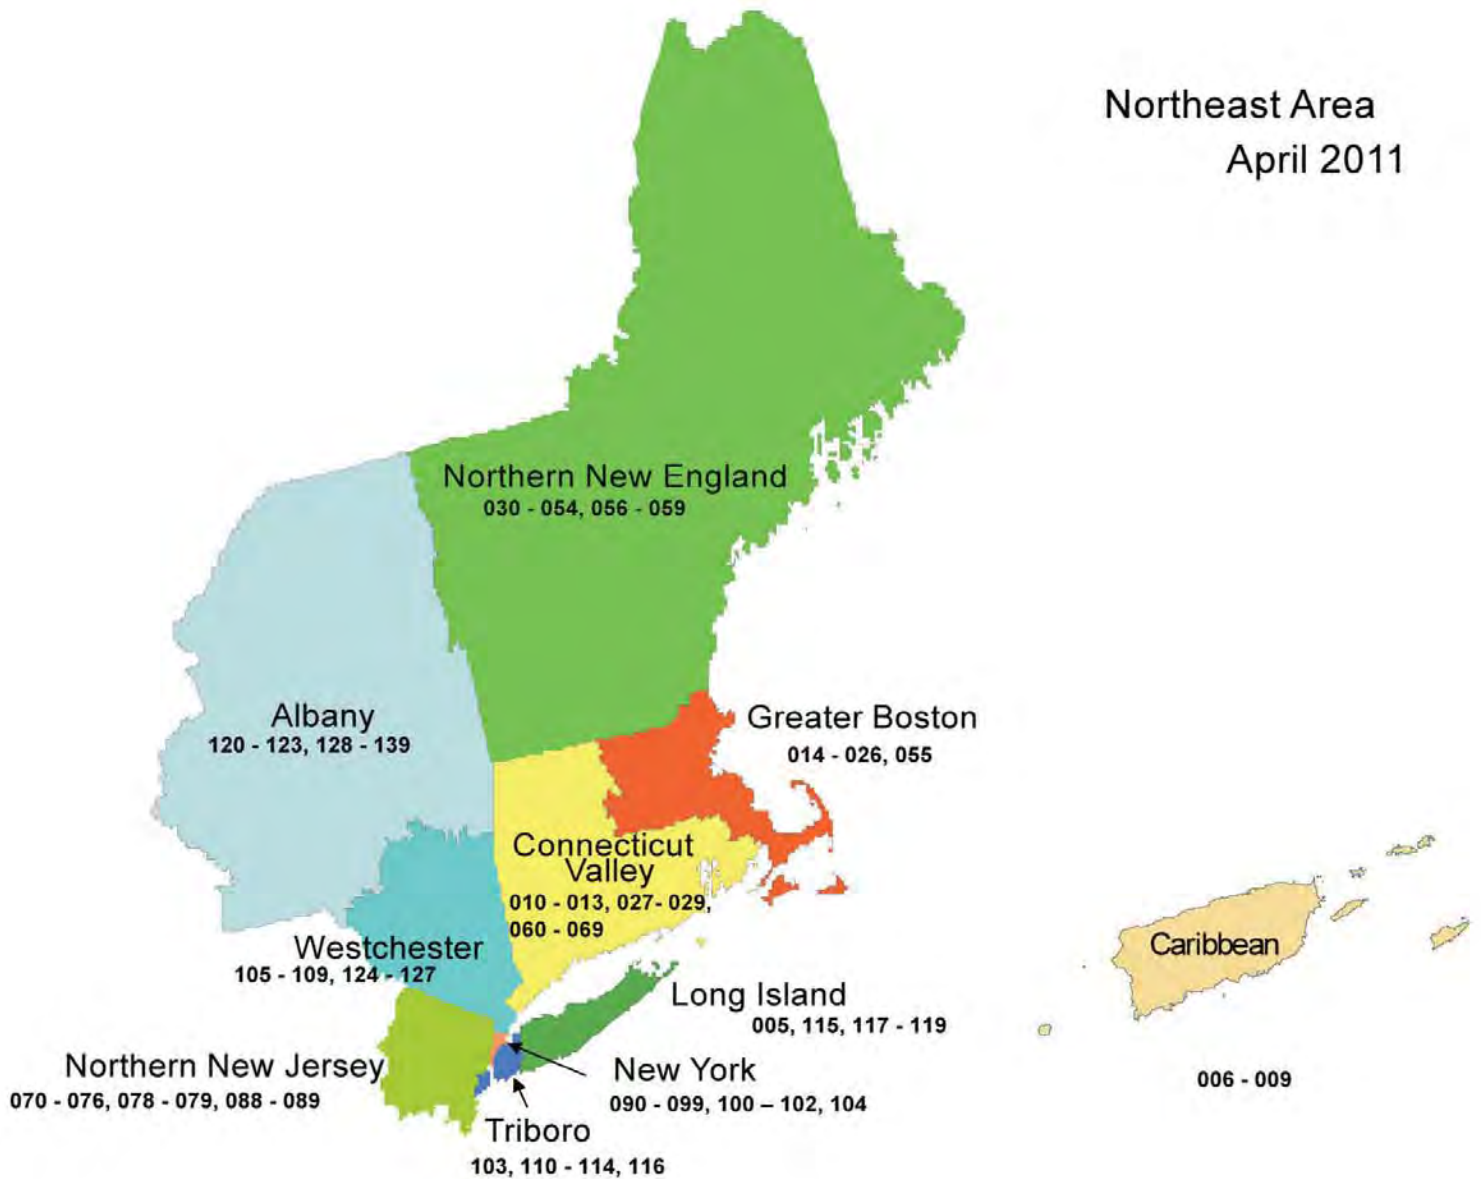 Northeast Area
April 2011
Northern New England
030 - 054, 056 - 059
Albany
120 - 123, 128 - 139
Greater Boston
014 - 026, 055
Connecticut
Valley
010 - 013, 027- 029,
060 - 069
Westchester
105 - 109, 124 - 127
Caribbean
006 - 009
Long Island
005, 115, 117 - 119
Northern New Jersey
070 - 076, 078 - 079, 088 - 089
New York
090 - 099, 100 – 102, 104
Triboro
103, 110 - 114, 116